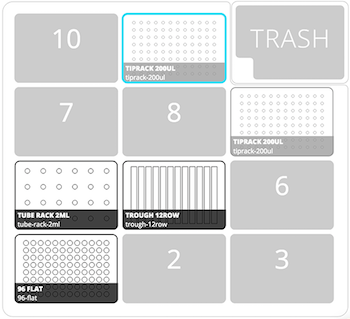 10
TIPRACK 200UL
tiprack-200ul
TRASH
7
8
TIPRACK 200UL
tiprack-200ul
TUBE RACK 2ML
tube-rack-2ml
TROUGH 12ROW
trough-12row
6
96 FLAT
96-flat
2
3